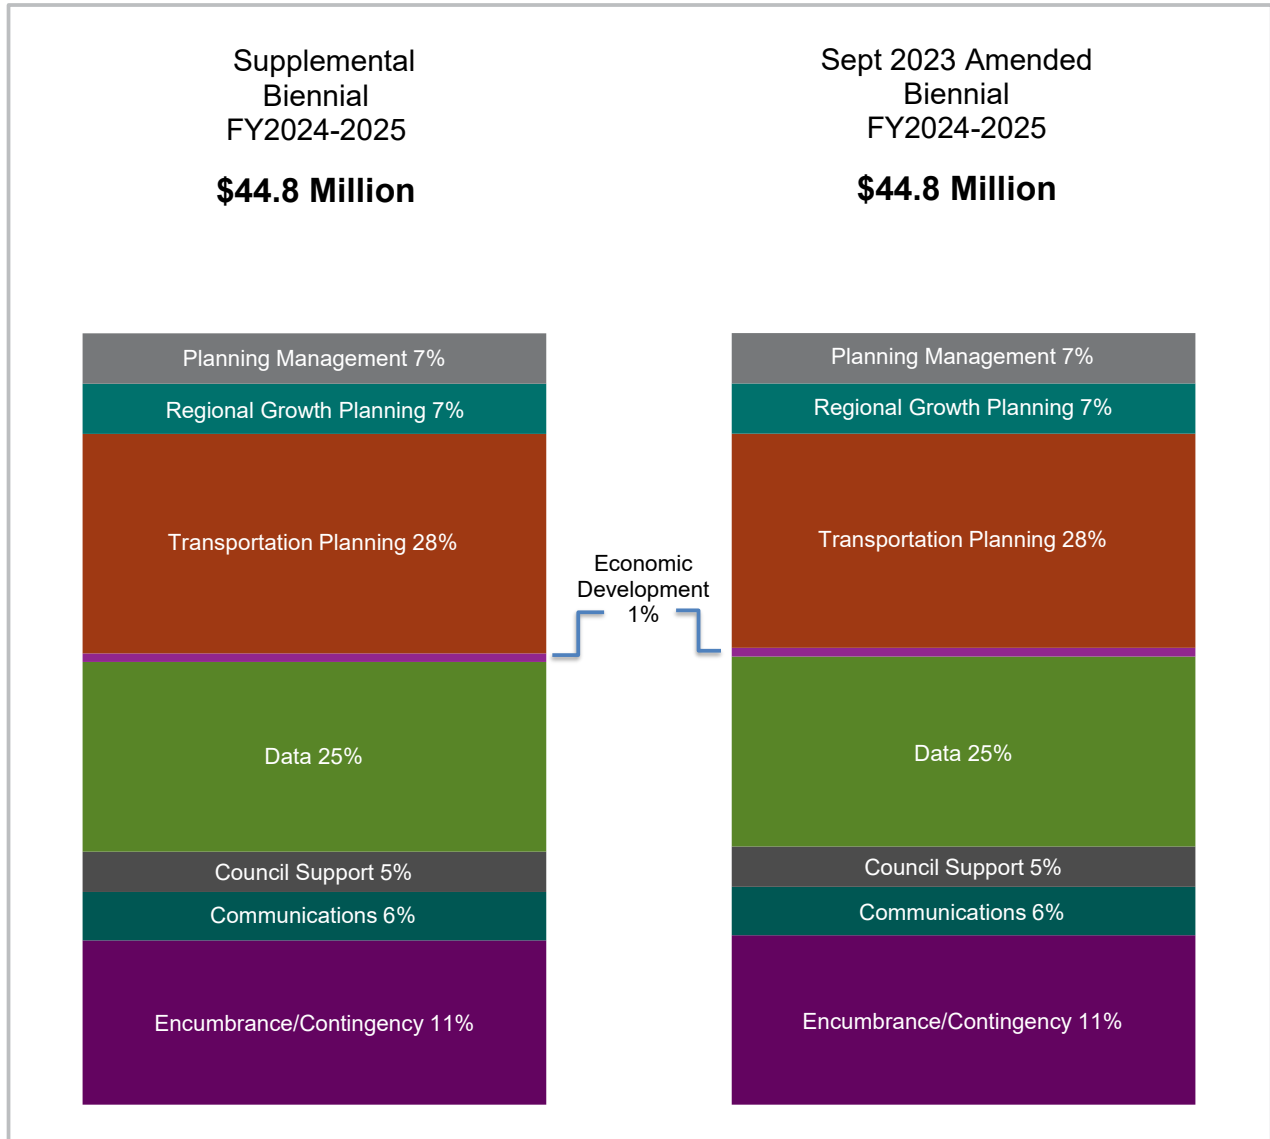 Supplemental
Biennial
FY2024-2025
$44.8 Million
Sept 2023 Amended
Biennial
FY2024-2025
$44.8 Million
Planning Management 7%
Regional Growth Planning 7%
Transportation Planning 28%
Data 25%
Council Support 5%
Communications 6%
Encumbrance/Contingency 11%
Economic
Development
1%
Planning Management 7%
Regional Growth Planning 7%
Transportation Planning 28%
Data 25%
Council Support 5%
Communications 6%
Encumbrance/Contingency 11%